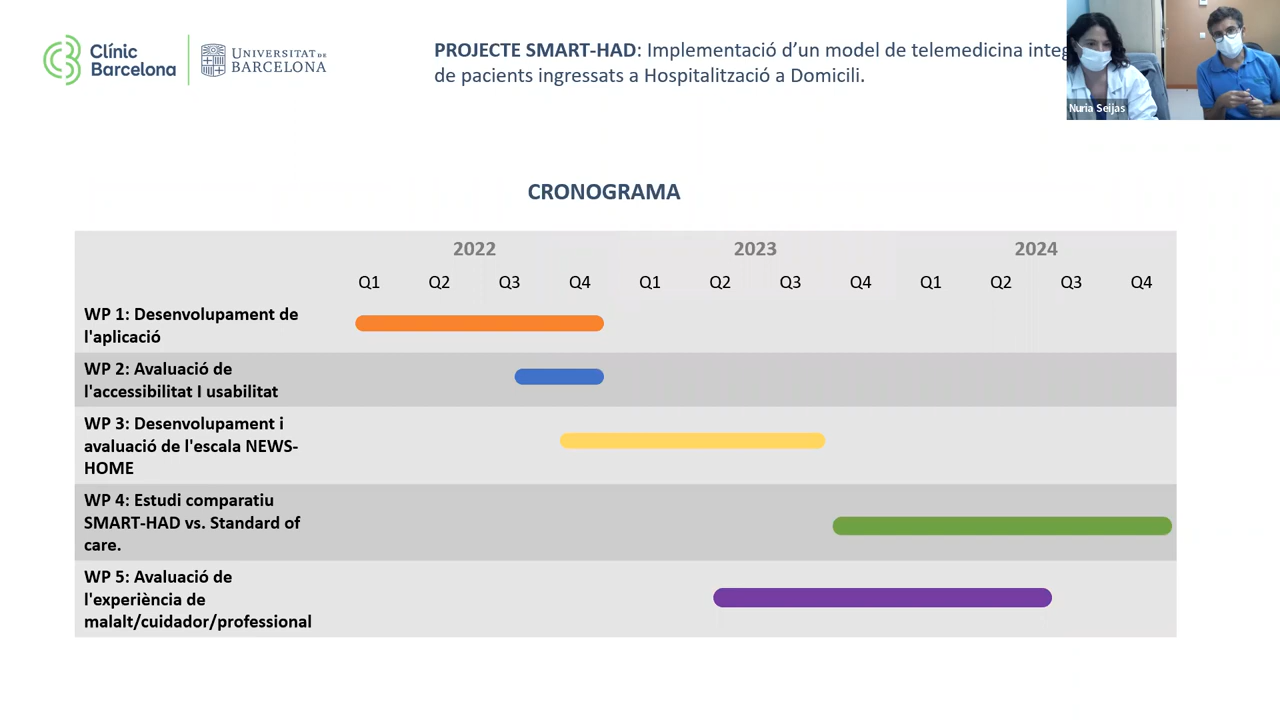 Clínic
Barcelona
UNIVERSITAT DE
BARCELONA
PROJECTE SMART-HAD: Implementació d'un model de telemedicina
de pacients ingressats a Hospitalització a Domicili.
Nuria Seijas
CRONOGRAMA
2022 2023 2024
Q1 Q2 Q3 Q4 Q1 Q2 Q3 Q4 Q1 Q2 Q3 Q4
WP 1: Desenvolupament de
l'aplicació
WP 2: Avaluació de
l'accessibilitat I usabilitat
WP 3: Desenvolupament i
avaluació de l'escala NEWS-
HOME
WP 4: Estudi comparatiu
SMART-HAD vs. Standard of
care.
WP 5: Avaluació de
l'experiència de
malalt/cuidador/professional